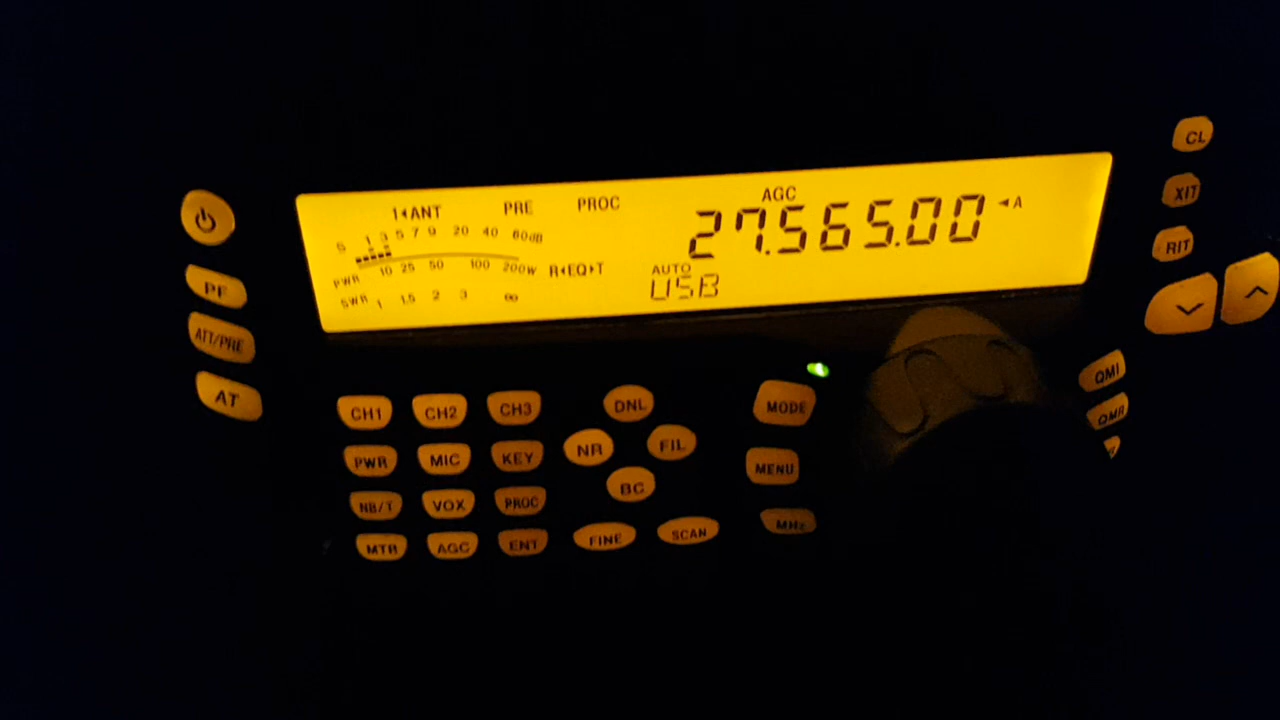 1◄ANT PRE PROC AGC
27.565.00 ◄A
S 1 3 5 7 9 20 40 60dB
PWR 10 25 50 100 200W
R◄EQ►T
AUTO
USB
SWR 1 1.5 2 3 ∞
PF
ATT/PRE
AT
CL
XIT
RIT
QMI
QMR
CH1 CH2 CH3 DNL MODE
PWR MIC KEY NR FIL MENU
NB/T VOX PROC BC
MTR AGC ENT FINE SCAN MHz